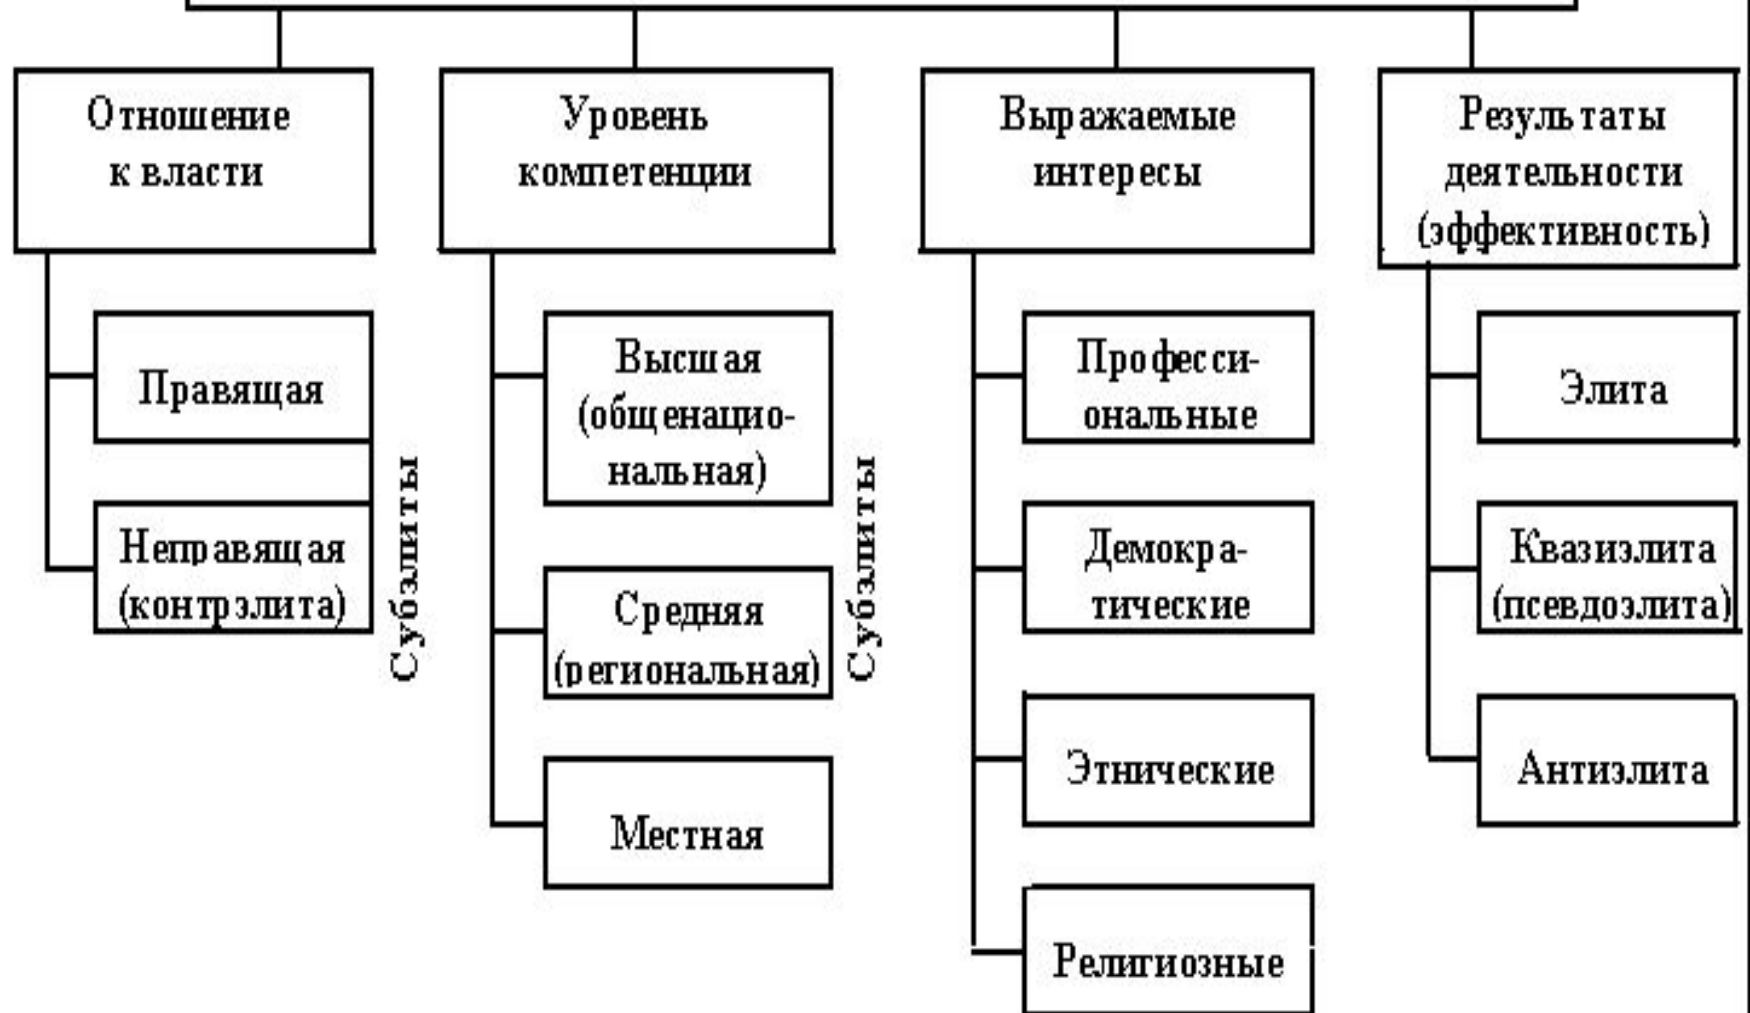 Отношение
к власти
Правящая
Неправящая
(контрэлита)
Субэлиты
Уровень
компетенции
Высшая
(общенацио-
нальная)
Средняя
(региональная)
Местная
Субэлиты
Выражаемые
интересы
Професси-
ональные
Демокра-
тические
Этнические
Религиозные
Результаты
деятельности
(эффективность)
Элита
Квазиэлита
(псевдоэлита)
Антиэлита